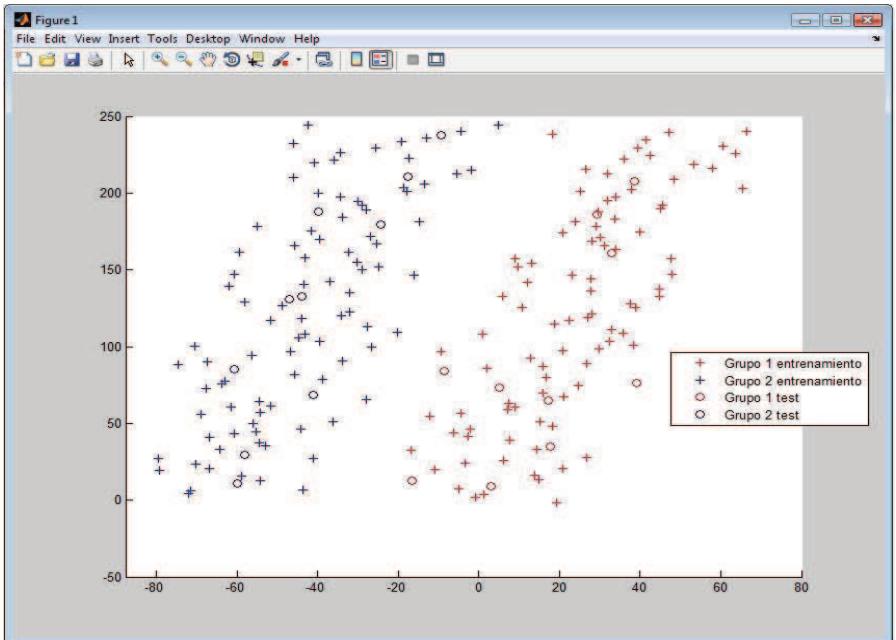 Figure 1
File Edit View Insert Tools Desktop Window Help
250
200
150
100
50
0
-50
-80 -60 -40 -20 0 20 40 60 80
Grupo 1 entrenamiento
Grupo 2 entrenamiento
Grupo 1 test
Grupo 2 test